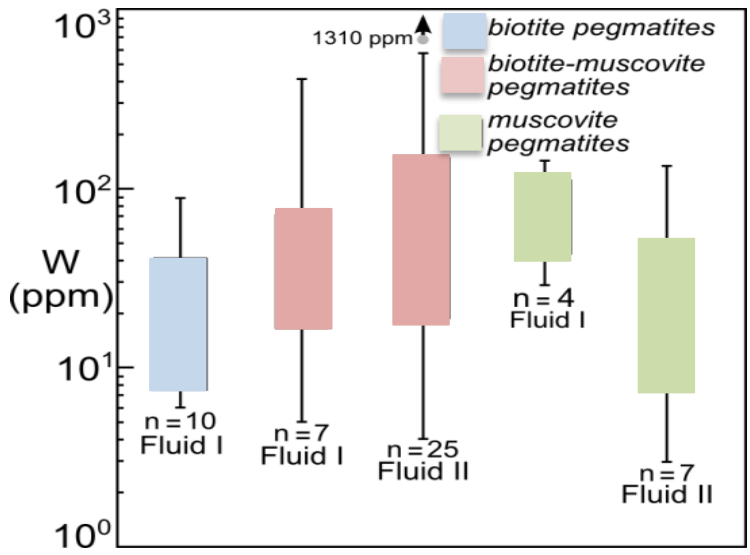 10³
1310 ppm
biotite pegmatites
biotite-muscovite
pegmatites
muscovite
pegmatites
10²
W
(ppm)
n = 4
Fluid I
10¹
n = 10
Fluid I
n = 7
Fluid I
n = 25
Fluid II
n = 7
Fluid II
10⁰